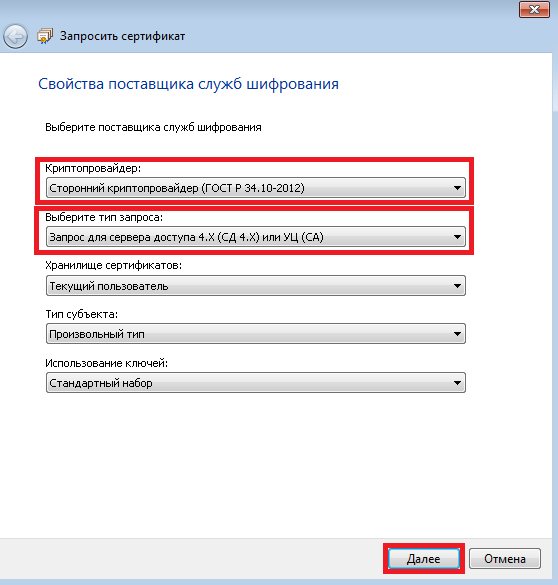 Запросить сертификат
Свойства поставщика служб шифрования
Выберите поставщика служб шифрования
Криптопровайдер:
Сторонний криптопровайдер (ГОСТ Р 34.10-2012)
Выберите тип запроса:
Запрос для сервера доступа 4.X (СД 4.X) или УЦ (CA)
Хранилище сертификатов:
Текущий пользователь
Тип субъекта:
Произвольный тип
Использование ключей:
Стандартный набор
Далее Отмена